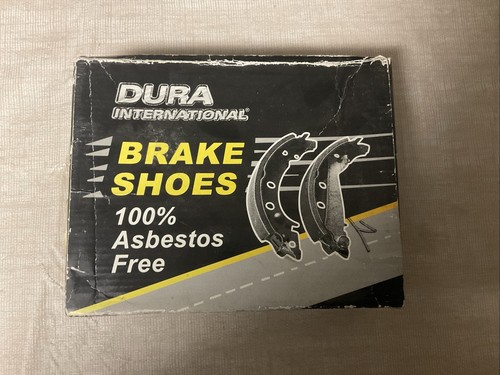 DURA
INTERNATIONAL®
BRAKE
SHOES
100%
Asbestos
Free